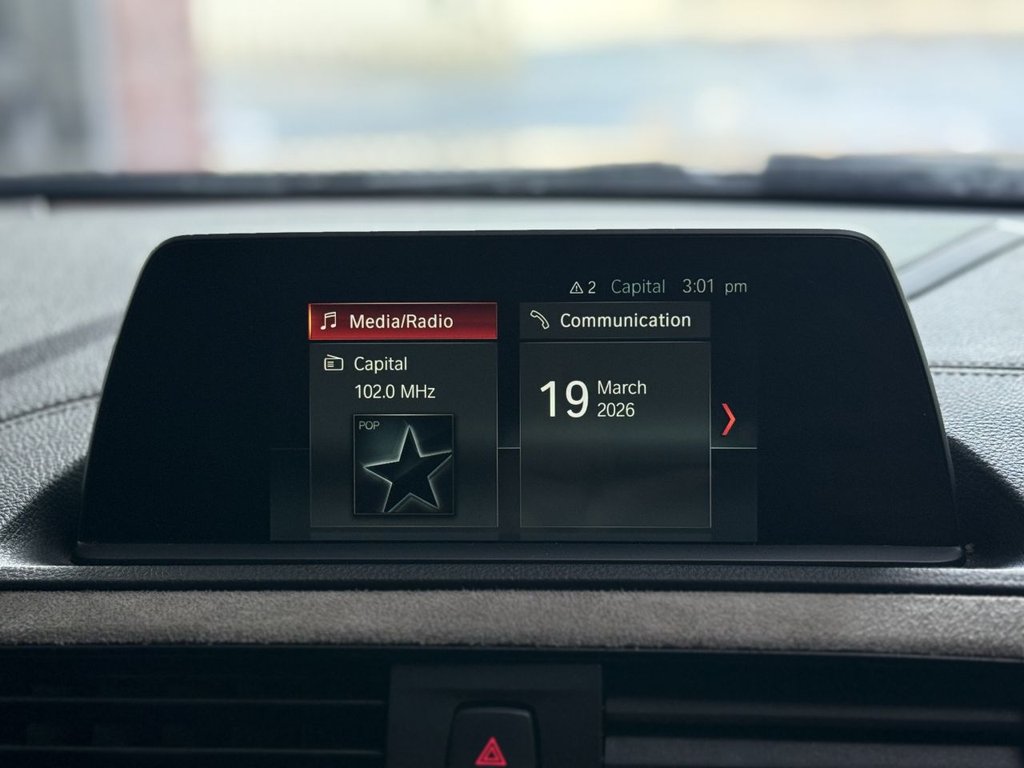 2 Capital 3:01 pm
Media/Radio
Capital
102.0 MHz
POP
Communication
19 March
2026